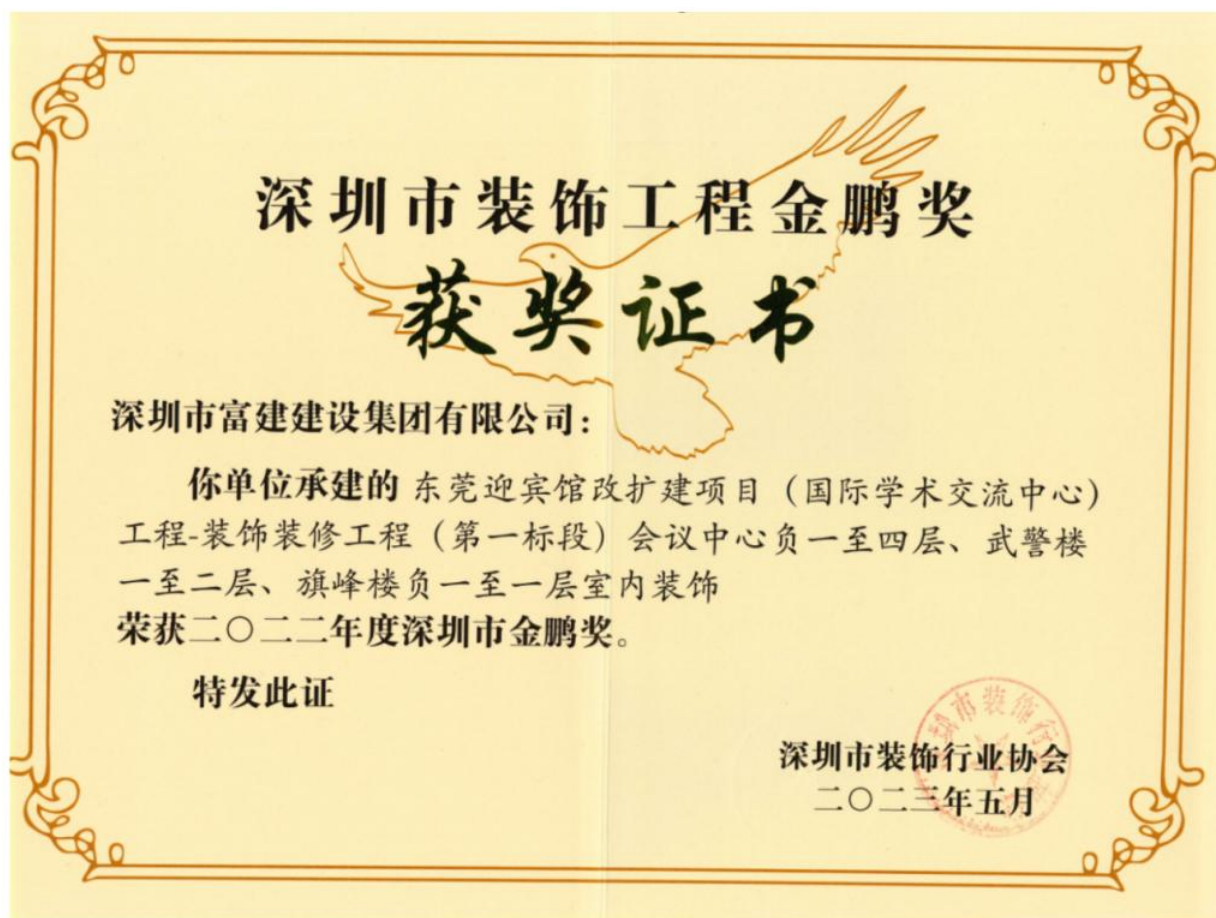 深圳市装饰工程金鹏奖
获奖证书
深圳市富建建设集团有限公司：
你单位承建的 东莞迎宾馆改扩建项目（国际学术交流中心）
工程-装饰装修工程（第一标段）会议中心负一至四层、武警楼
一至二层、旗峰楼负一至一层室内装饰
荣获二〇二二年度深圳市金鹏奖。
特发此证
深圳市装饰行业协会
二〇二三年五月